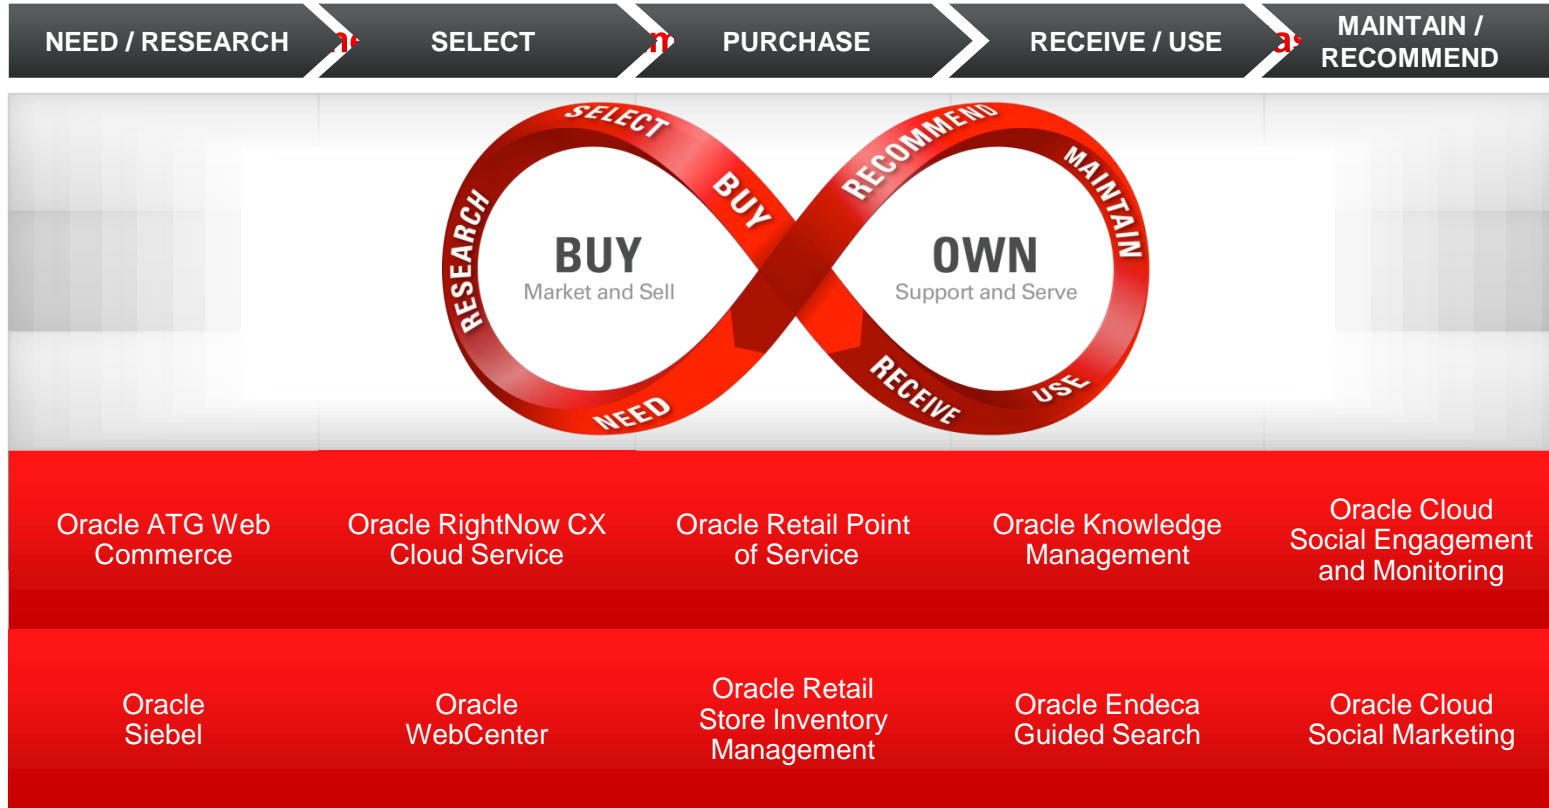 NEED / RESEARCH
SELECT
PURCHASE
RECEIVE / USE
MAINTAIN /
RECOMMEND
SELECT
BUY
RESEARCH
NEED
RECOMMEND
MAINTAIN
USE
RECEIVE
BUY
Market and Sell
OWN
Support and Serve
Oracle ATG Web
Commerce
Oracle RightNow CX
Cloud Service
Oracle Retail Point
of Service
Oracle Knowledge
Management
Oracle Cloud
Social Engagement
and Monitoring
Oracle
Siebel
Oracle
WebCenter
Oracle Retail
Store Inventory
Management
Oracle Endeca
Guided Search
Oracle Cloud
Social Marketing